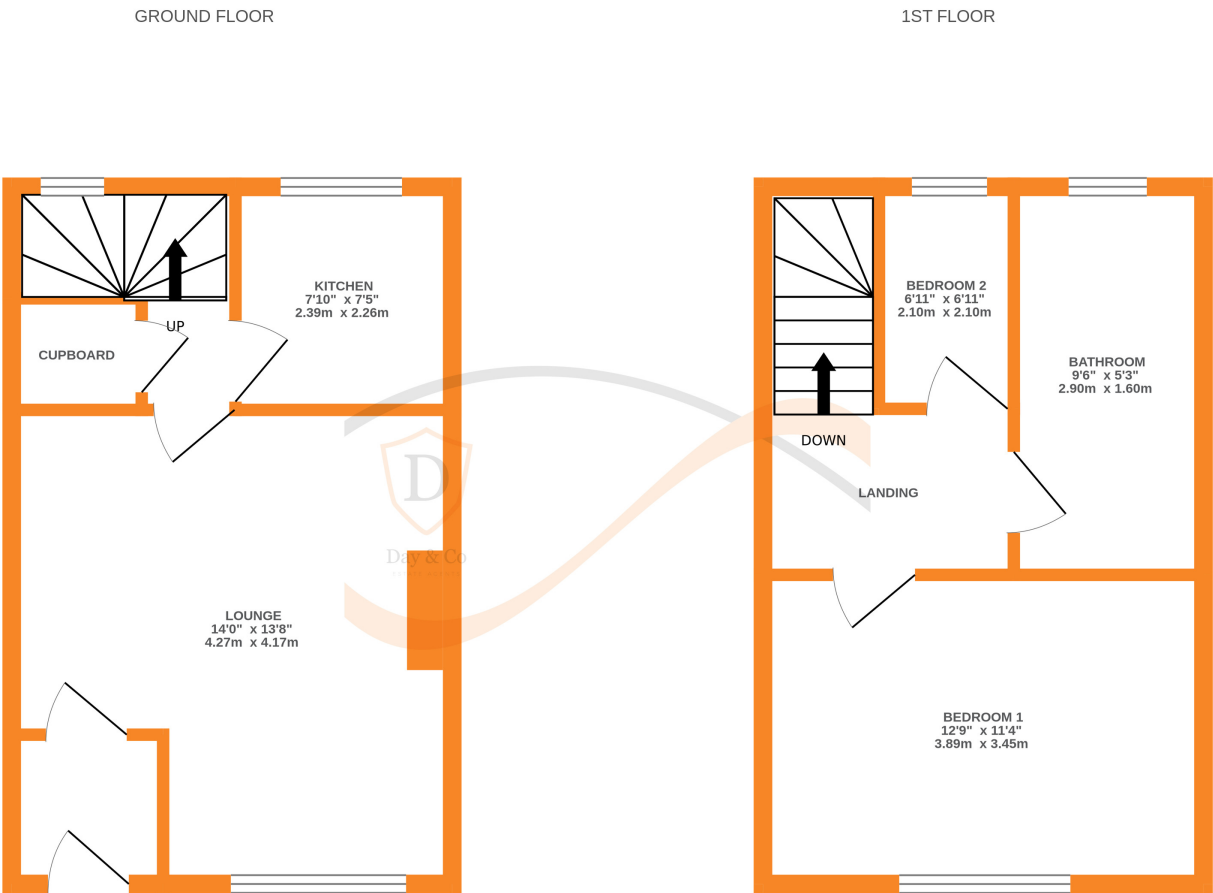 GROUND FLOOR
1ST FLOOR
KITCHEN
7'10" x 7'5"
2.39m x 2.26m
UP
CUPBOARD
LOUNGE
14'0" x 13'8"
4.27m x 4.17m
D
Day & Co
BEDROOM 2
6'11" x 6'11"
2.10m x 2.10m
BATHROOM
9'6" x 5'3"
2.90m x 1.60m
DOWN
LANDING
BEDROOM 1
12'9" x 11'4"
3.89m x 3.45m